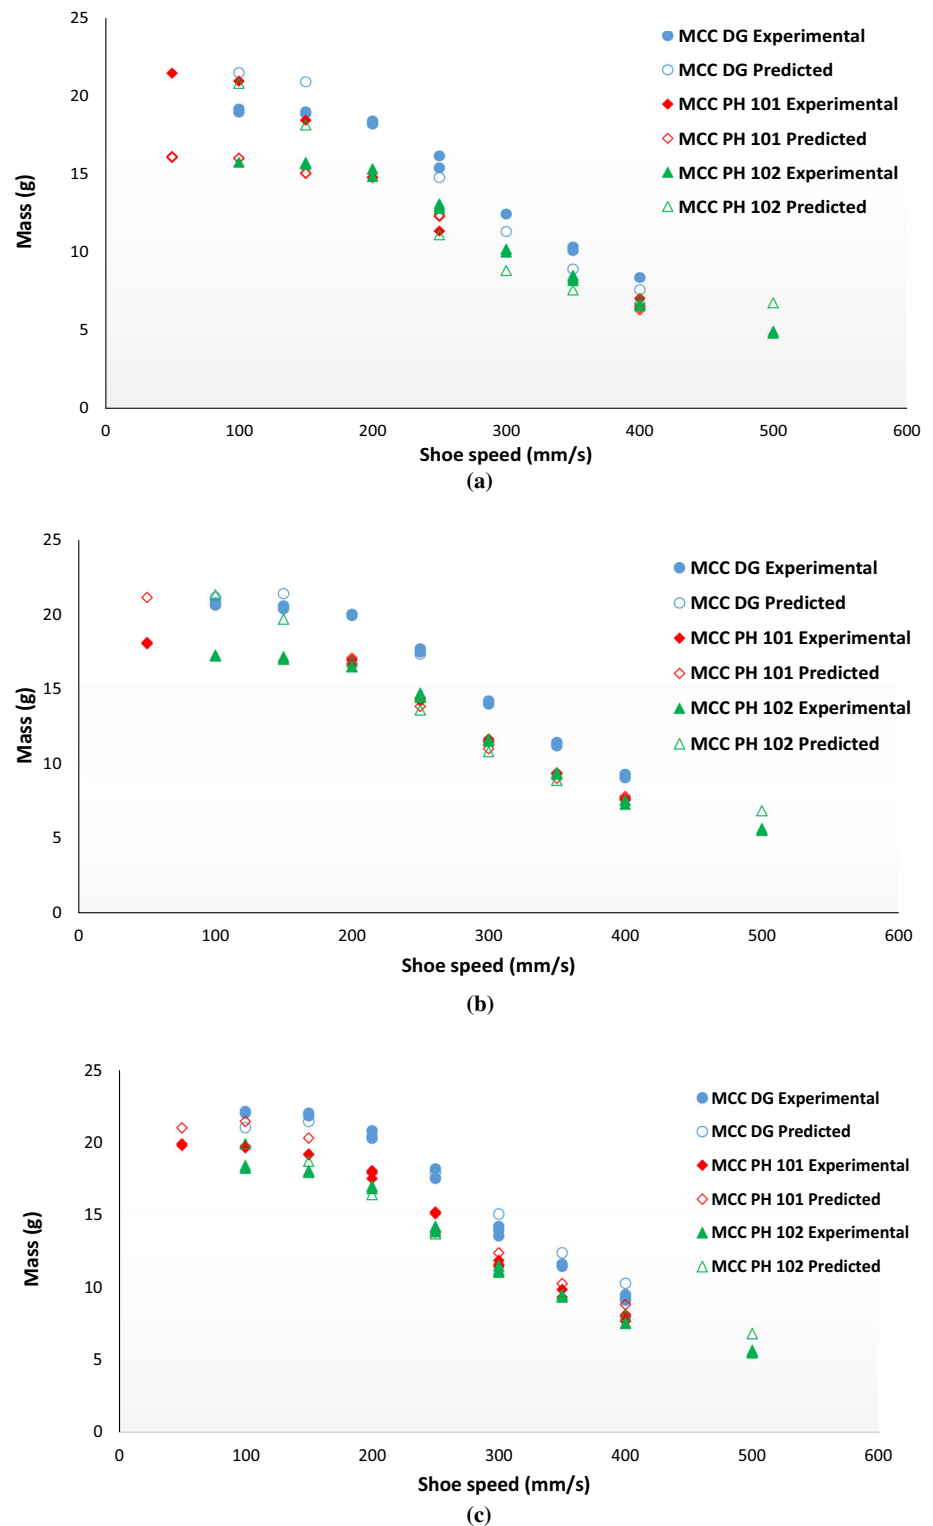 25
20
15
10
5
0
Mass (g)
MCC DG Experimental
MCC DG Predicted
MCC PH 101 Experimental
MCC PH 101 Predicted
MCC PH 102 Experimental
MCC PH 102 Predicted
0 100 200 300 400 500 600
Shoe speed (mm/s)
(a)
25
20
15
10
5
0
Mass (g)
MCC DG Experimental
MCC DG Predicted
MCC PH 101 Experimental
MCC PH 101 Predicted
MCC PH 102 Experimental
MCC PH 102 Predicted
0 100 200 300 400 500 600
Shoe speed (mm/s)
(b)
25
20
15
10
5
0
Mass (g)
MCC DG Experimental
MCC DG Predicted
MCC PH 101 Experimental
MCC PH 101 Predicted
MCC PH 102 Experimental
MCC PH 102 Predicted
0 100 200 300 400 500 600
Shoe speed (mm/s)
(c)